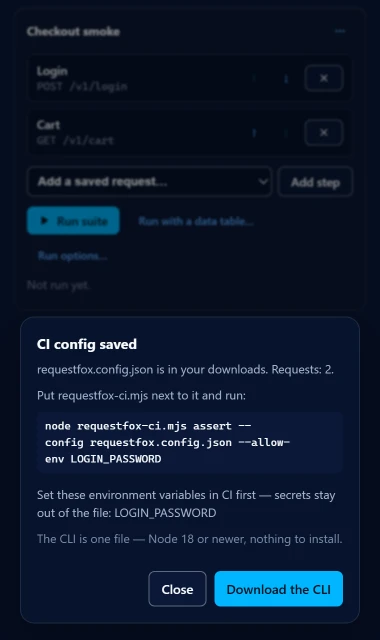 Checkout smoke
...
Login
POST /v1/login
↑ ↓ ✕
Cart
GET /v1/cart
↑ ↓ ✕
Add a saved request...
Add step
▶ Run suite
Run with a data table...
Run options...
Not run yet.
CI config saved
requestfox.config.json is in your downloads. Requests: 2.
Put requestfox-ci.mjs next to it and run:
node requestfox-ci.mjs assert --
config requestfox.config.json --allow-
env LOGIN_PASSWORD
Set these environment variables in CI first — secrets stay
out of the file: LOGIN_PASSWORD
The CLI is one file — Node 18 or newer, nothing to install.
Close
Download the CLI